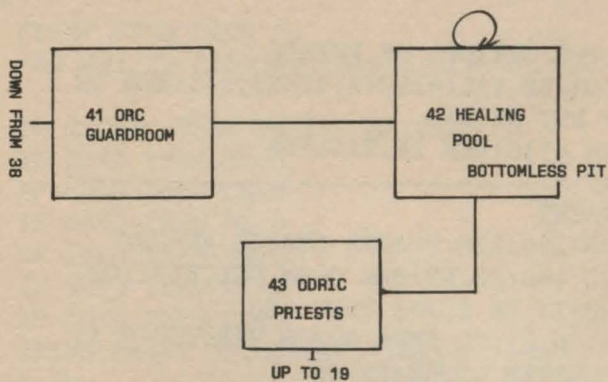 DOWN FROM 38
41 ORC
GUARDROOM
42 HEALING
POOL
BOTTOMLESS PIT
43 ODRIC
PRIESTS
UP TO 19